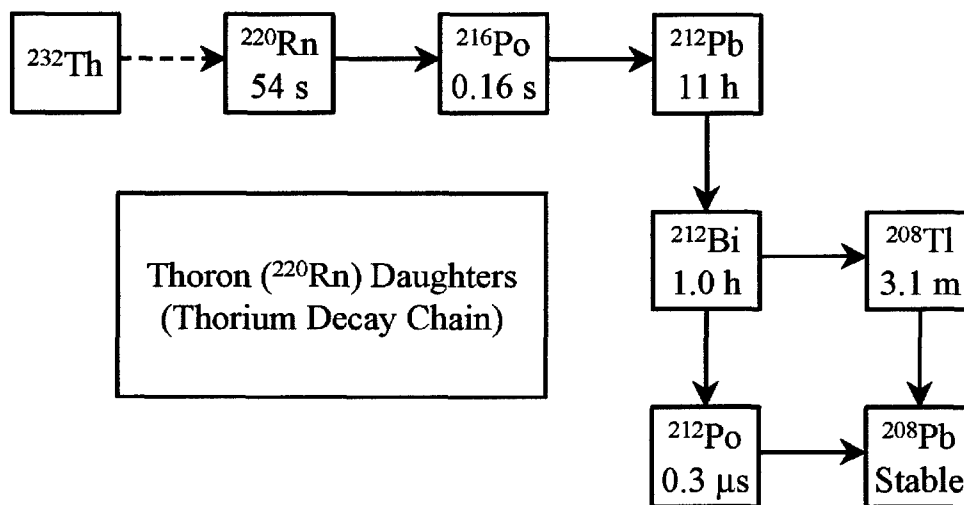 ²³²Th
²²⁰Rn
54 s
²¹⁶Po
0.16 s
²¹²Pb
11 h
Thoron (²²⁰Rn) Daughters
(Thorium Decay Chain)
²¹²Bi
1.0 h
²⁰⁸Tl
3.1 m
²¹²Po
0.3 μs
²⁰⁸Pb
Stable